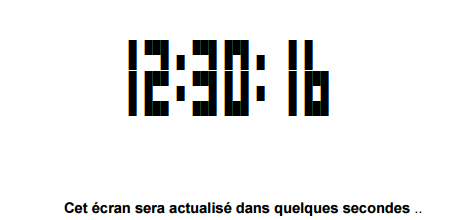 12:30:16
Cet écran sera actualisé dans quelques secondes ..